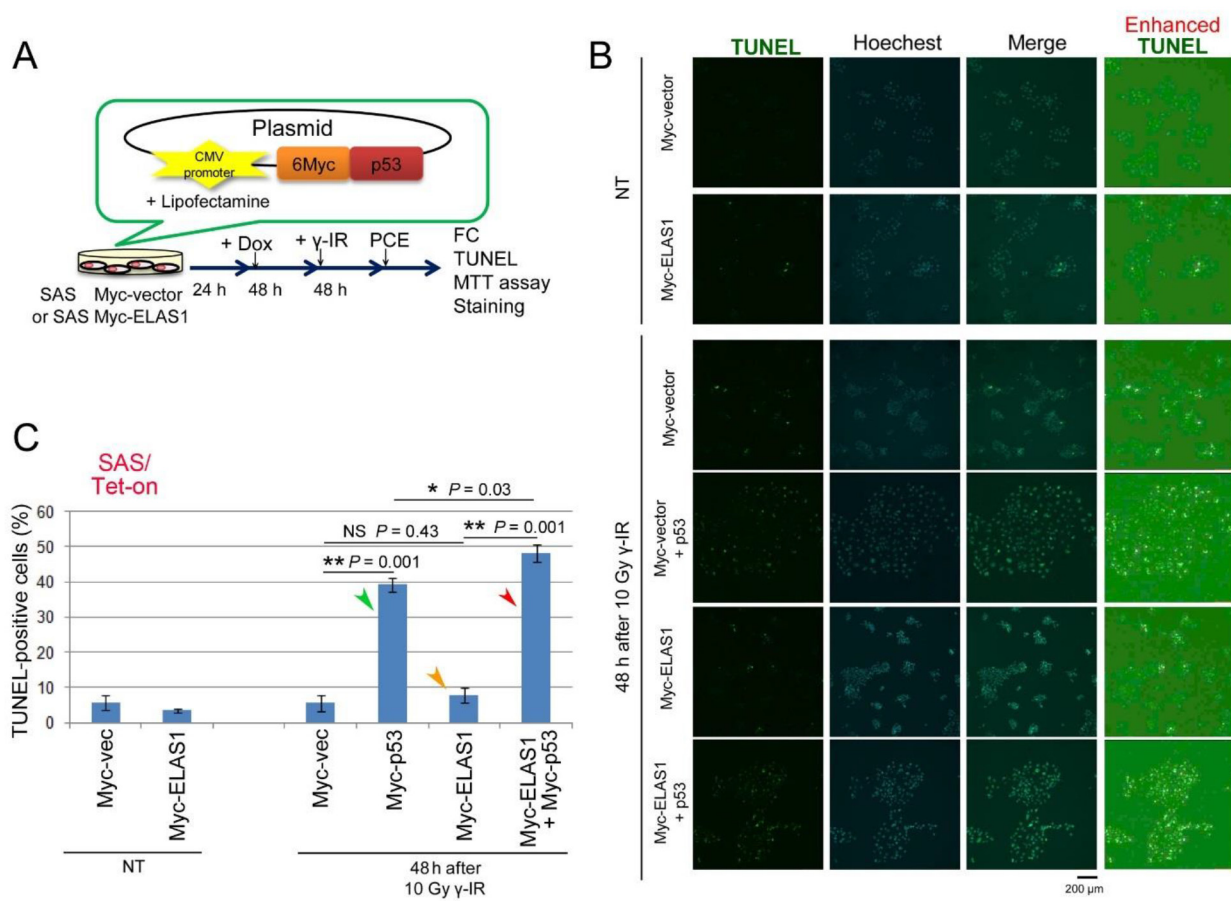 A
Plasmid
CMV
promoter
6Myc
p53
+ Lipofectamine
+ Dox
+ γ-IR
PCE
24 h
48 h
48 h
FC
TUNEL
MTT assay
Staining
SAS Myc-vector
or SAS Myc-ELAS1
B
TUNEL
Hoechest
Merge
Enhanced
TUNEL
NT
Myc-vector
Myc-ELAS1
48 h after 10 Gy γ-IR
Myc-vector
Myc-vector
+ p53
Myc-ELAS1
Myc-ELAS1
+ p53
200 μm
C
SAS/
Tet-on
TUNEL-positive cells (%)
60
50
40
30
20
10
0
* P = 0.03
NS P = 0.43
** P = 0.001
** P = 0.001
Myc-vec
Myc-ELAS1
Myc-vec
Myc-p53
Myc-ELAS1
Myc-ELAS1
+ Myc-p53
NT
48 h after
10 Gy γ-IR